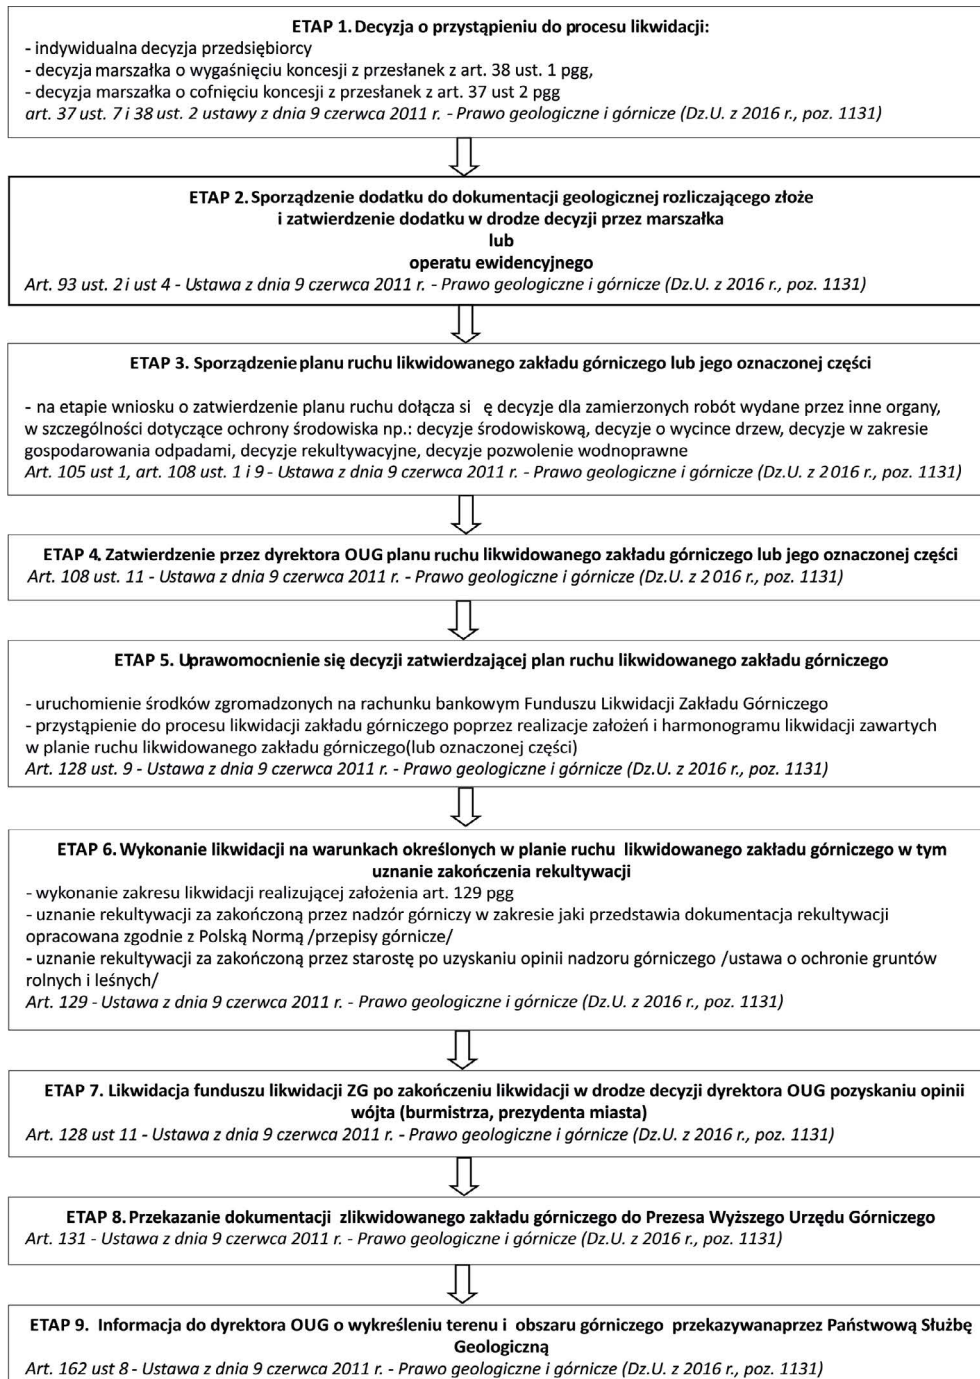 ETAP 1. Decyzja o przystąpieniu do procesu likwidacji:
- indywidualna decyzja przedsiębiorcy
- decyzja marszałka o wygaśnięciu koncesji z przesłanek z art. 38 ust. 1 pgg,
- decyzja marszałka o cofnięciu koncesji z przesłanek z art. 37 ust 2 pgg
art. 37 ust. 7 i 38 ust. 2 ustawy z dnia 9 czerwca 2011 r. - Prawo geologiczne i górnicze (Dz.U. z 2016 r., poz. 1131)
ETAP 2. Sporządzenie dodatku do dokumentacji geologicznej rozliczającego złoże
i zatwierdzenie dodatku w drodze decyzji przez marszałka
lub
operatu ewidencyjnego
Art. 93 ust. 2 i ust 4 - Ustawa z dnia 9 czerwca 2011 r. - Prawo geologiczne i górnicze (Dz.U. z 2016 r., poz. 1131)
ETAP 3. Sporządzenie planu ruchu likwidowanego zakładu górniczego lub jego oznaczonej części
- na etapie wniosku o zatwierdzenie planu ruchu dołącza si ę decyzje dla zamierzonych robót wydane przez inne organy,
w szczególności dotyczące ochrony środowiska np.: decyzje środowiskową, decyzje o wycince drzew, decyzje w zakresie
gospodarowania odpadami, decyzje rekultywacyjne, decyzje pozwolenie wodnoprawne
Art. 105 ust 1, art. 108 ust. 1 i 9 - Ustawa z dnia 9 czerwca 2011 r. - Prawo geologiczne i górnicze (Dz.U. z 2016 r., poz. 1131)
ETAP 4. Zatwierdzenie przez dyrektora OUG planu ruchu likwidowanego zakładu górniczego lub jego oznaczonej części
Art. 108 ust. 11 - Ustawa z dnia 9 czerwca 2011 r. - Prawo geologiczne i górnicze (Dz.U. z 2016 r., poz. 1131)
ETAP 5. Uprawomocnienie się decyzji zatwierdzającej plan ruchu likwidowanego zakładu górniczego
- uruchomienie środków zgromadzonych na rachunku bankowym Funduszu Likwidacji Zakładu Górniczego
- przystąpienie do procesu likwidacji zakładu górniczego poprzez realizacje założeń i harmonogramu likwidacji zawartych
w planie ruchu likwidowanego zakładu górniczego(lub oznaczonej części)
Art. 128 ust. 9 - Ustawa z dnia 9 czerwca 2011 r. - Prawo geologiczne i górnicze (Dz.U. z 2016 r., poz. 1131)
ETAP 6. Wykonanie likwidacji na warunkach określonych w planie ruchu likwidowanego zakładu górniczego w tym
uznanie zakończenia rekultywacji
- wykonanie zakresu likwidacji realizującej założenia art. 129 pgg
- uznanie rekultywacji za zakończoną przez nadzór górniczy w zakresie jaki przedstawia dokumentacja rekultywacji
opracowana zgodnie z Polską Normą /przepisy górnicze/
- uznanie rekultywacji za zakończoną przez starostę po uzyskaniu opinii nadzoru górniczego /ustawa o ochronie gruntów
rolnych i leśnych/
Art. 129 - Ustawa z dnia 9 czerwca 2011 r. - Prawo geologiczne i górnicze (Dz.U. z 2016 r., poz. 1131)
ETAP 7. Likwidacja funduszu likwidacji ZG po zakończeniu likwidacji w drodze decyzji dyrektora OUG pozyskaniu opinii
wójta (burmistrza, prezydenta miasta)
Art. 128 ust 11 - Ustawa z dnia 9 czerwca 2011 r. - Prawo geologiczne i górnicze (Dz.U. z 2016 r., poz. 1131)
ETAP 8. Przekazanie dokumentacji zlikwidowanego zakładu górniczego do Prezesa Wyższego Urzędu Górniczego
Art. 131 - Ustawa z dnia 9 czerwca 2011 r. - Prawo geologiczne i górnicze (Dz.U. z 2016 r., poz. 1131)
ETAP 9. Informacja do dyrektora OUG o wykreśleniu terenu i obszaru górniczego przekazywanaprzez Państwową Służbę
Geologiczną
Art. 162 ust 8 - Ustawa z dnia 9 czerwca 2011 r. - Prawo geologiczne i górnicze (Dz.U. z 2016 r., poz. 1131)